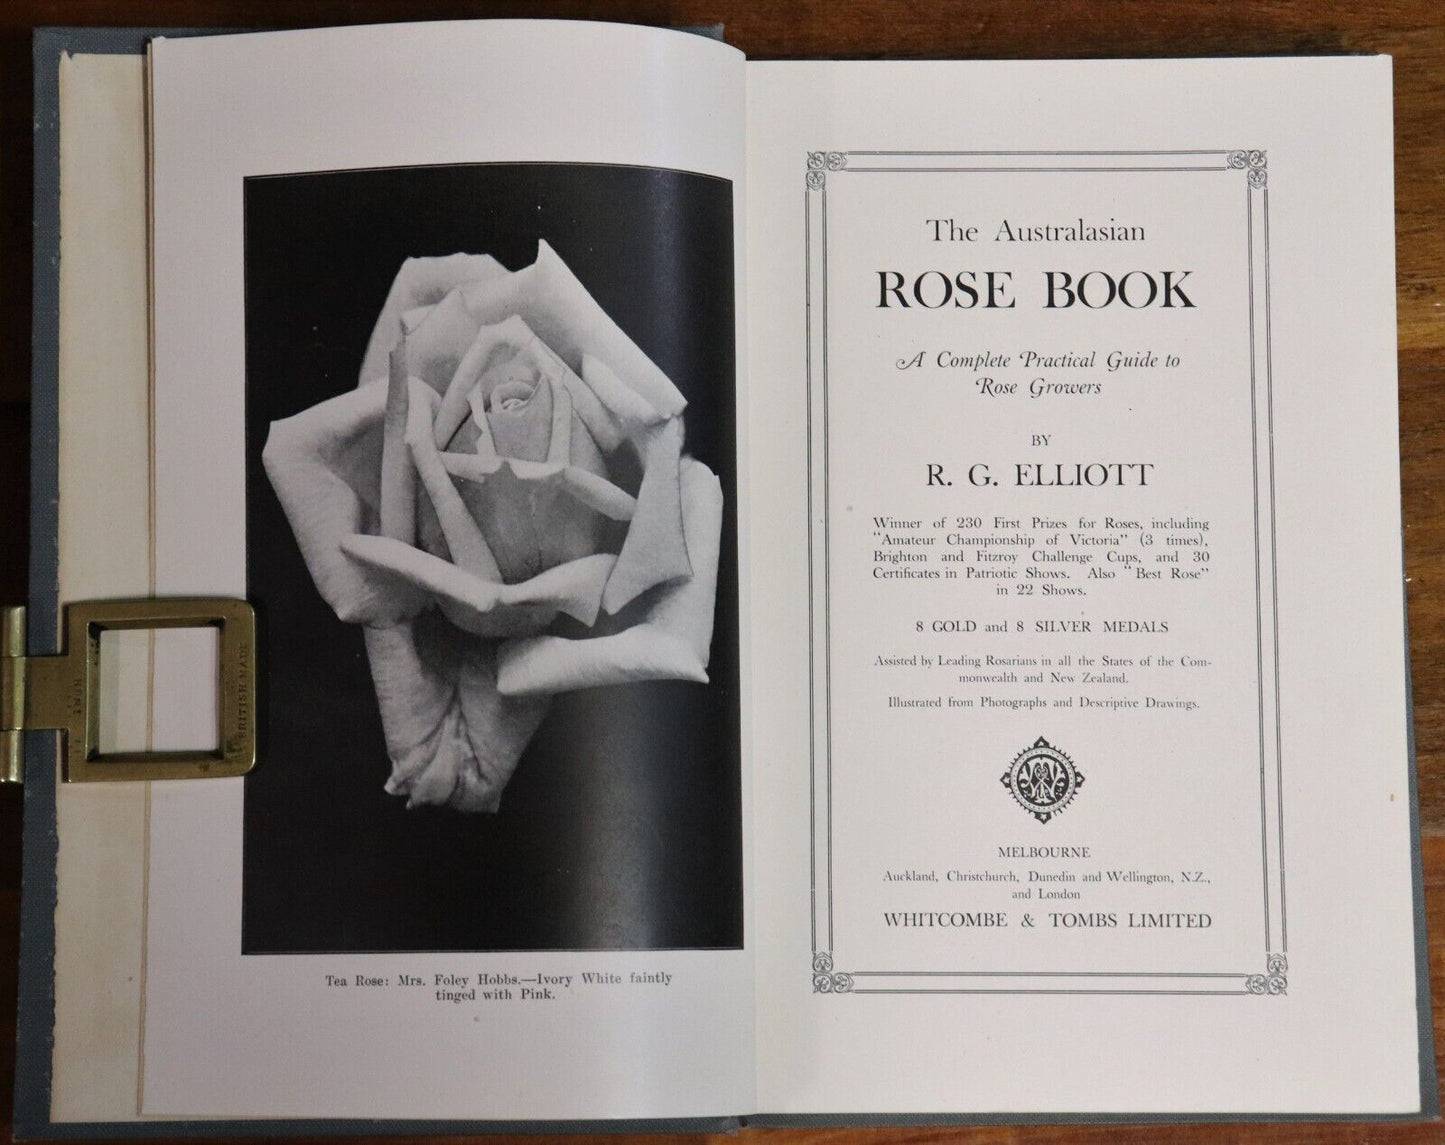 Tea Rose: Mrs. Foley Hobbs.—Ivory White faintly
tinged with Pink.
BRITISH MADE
The Australasian
ROSE BOOK
A Complete Practical Guide to
Rose Growers
BY
R. G. ELLIOTT
Winner of 230 First Prizes for Roses, including
"Amateur Championship of Victoria" (3 times),
Brighton and Fitzroy Challenge Cups, and 30
Certificates in Patriotic Shows. Also "Best Rose"
in 22 Shows.
8 GOLD and 8 SILVER MEDALS
Assisted by Leading Rosarians in all the States of the Com-
monwealth and New Zealand.
Illustrated from Photographs and Descriptive Drawings.
MELBOURNE
Auckland, Christchurch, Dunedin and Wellington, N.Z.,
and London
WHITCOMBE & TOMBS LIMITED